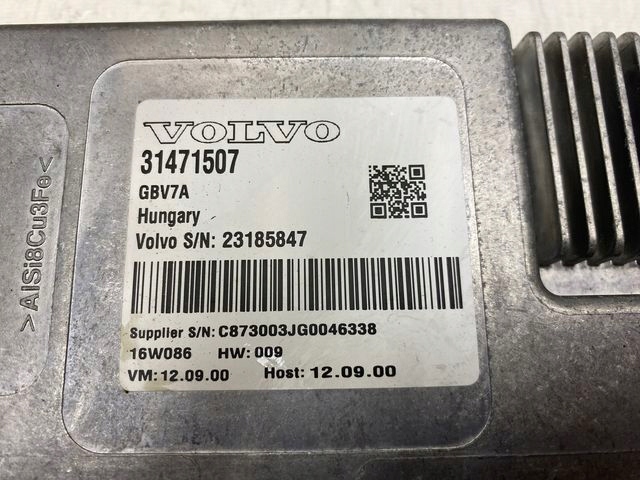 VOLVO
31471507
GBV7A
Hungary
Volvo S/N: 23185847
Supplier S/N: C873003JG0046338
16W086 HW: 009
VM: 12.09.00 Host: 12.09.00
>AlSi8Cu3Fe<